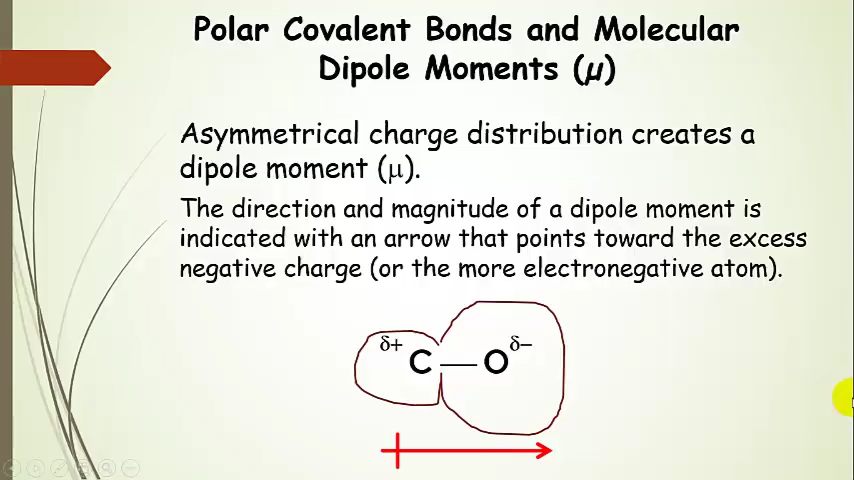 Polar Covalent Bonds and Molecular
Dipole Moments (µ)
Asymmetrical charge distribution creates a
dipole moment (μ).
The direction and magnitude of a dipole moment is
indicated with an arrow that points toward the excess
negative charge (or the more electronegative atom).
δ+ C — O δ−